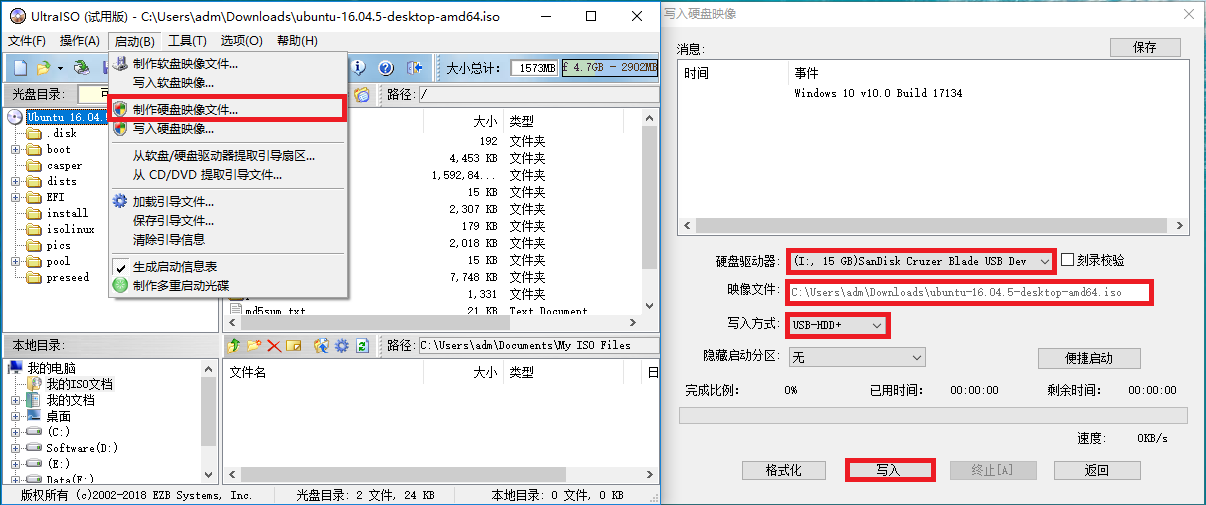 UltraISO (试用版) - C:\Users\adm\Downloads\ubuntu-16.04.5-desktop-amd64.iso
文件(F) 操作(A) 启动(B) 工具(T) 选项(O) 帮助(H)
制作软盘映像文件...
写入软盘映像...
制作硬盘映像文件...
写入硬盘映像...
从软盘/硬盘驱动器提取引导扇区...
从 CD/DVD 提取引导文件...
加载引导文件...
保存引导文件...
清除引导信息
生成启动信息表
制作多重启动光碟
大小总计: 1573MB £ 4.7GB - 2902MB
光盘目录: 可
路径: /
Ubuntu 16.04.5
.disk
boot
casper
dists
EFI
install
isolinux
pics
pool
preseed
大小 类型
192 文件夹
4,453 KB 文件夹
1,592,84... 文件夹
15 KB 文件夹
2,307 KB 文件夹
179 KB 文件夹
2,018 KB 文件夹
15 KB 文件夹
7,748 KB 文件夹
1,331 文件夹
md5sum.txt 21 KB Text Document
本地目录:
路径: C:\Users\adm\Documents\My ISO Files
我的电脑
我的ISO文档
我的文档
桌面
(C:)
Software(D:)
(E:)
Data(F:)
文件名 大小 类型 日
版权所有 (c)2002-2018 EZB Systems, Inc. 光盘目录: 2 文件, 24 KB 本地目录: 0 文件, 0 KB
写入硬盘映像
消息: 保存
时间 事件
Windows 10 v10.0 Build 17134
硬盘驱动器: (I:, 15 GB)SanDisk Cruzer Blade USB Dev 刻录校验
映像文件: C:\Users\adm\Downloads\ubuntu-16.04.5-desktop-amd64.iso
写入方式: USB-HDD+
隐藏启动分区: 无 便捷启动
完成比例: 0% 已用时间: 00:00:00 剩余时间: 00:00:00
速度: 0KB/s
格式化 写入 终止[A] 返回